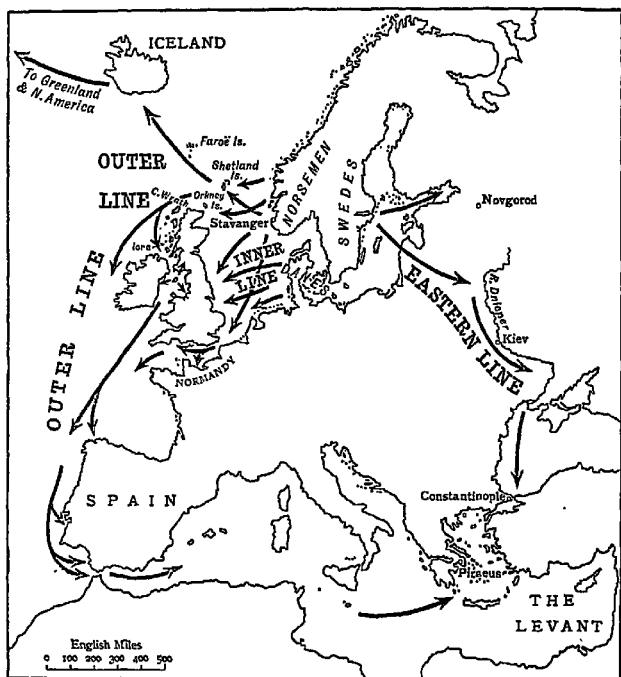 ICELAND
To Greenland
& N. America
Faroë Is.
OUTER
LINE
Shetland
Is.
C. Wrath
Orkney
Is.
Stavanger
NORSEMEN
SWEDES
Novgorod
Iona
INNER
LINE
DANES
OUTER LINE
EASTERN LINE
R. Dnieper
Kiev
NORMANDY
SPAIN
Constantinople
Piraeus
THE
LEVANT
English Miles
0 100 200 300 400 500